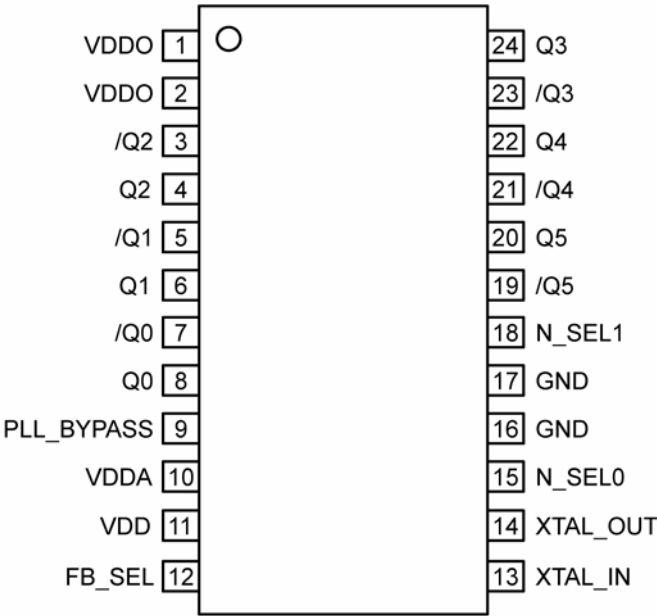 VDDO 1 24 Q3
VDDO 2 23 /Q3
/Q2 3 22 Q4
Q2 4 21 /Q4
/Q1 5 20 Q5
Q1 6 19 /Q5
/Q0 7 18 N_SEL1
Q0 8 17 GND
PLL_BYPASS 9 16 GND
VDDA 10 15 N_SEL0
VDD 11 14 XTAL_OUT
FB_SEL 12 13 XTAL_IN